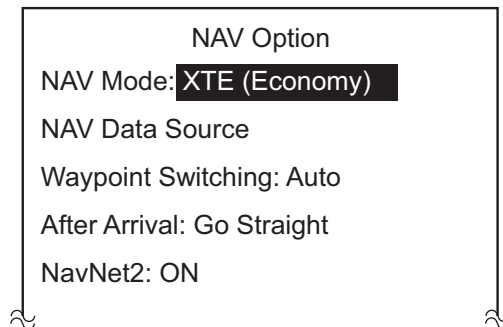 NAV Option
NAV Mode: XTE (Economy)
NAV Data Source
Waypoint Switching: Auto
After Arrival: Go Straight
NavNet2: ON